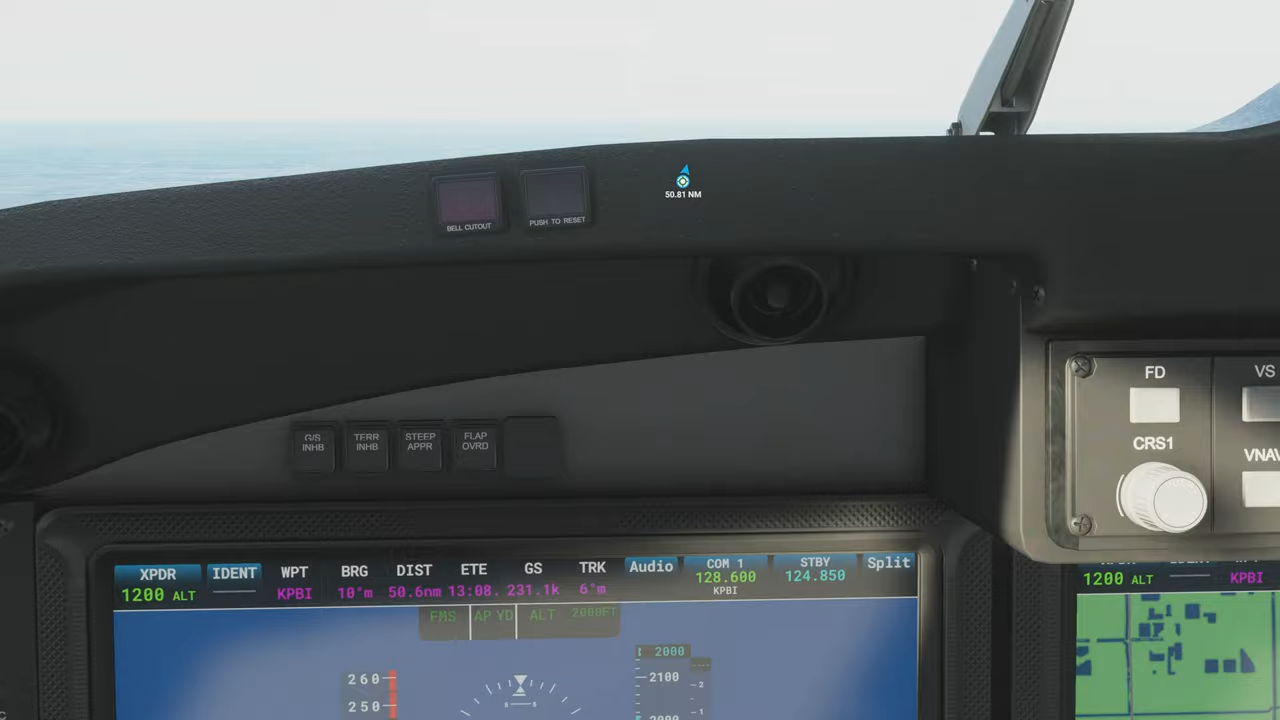 50.81 NM
BELL CUTOUT
PUSH TO RESET
FD
VS
CRS1
VNAV
G/S INHB
TERR INHB
STEEP APPR
FLAP OVRD
XPDR IDENT WPT BRG DIST ETE GS TRK Audio COM 1 STBY Split
1200 ALT KPBI 10°m 50.6nm 13:08. 231.1k 6°m 128.600 124.850
KPBI
1200 ALT KPBI
FMS AP YD ALT 2000FT
2000
260
2100
2
250
1